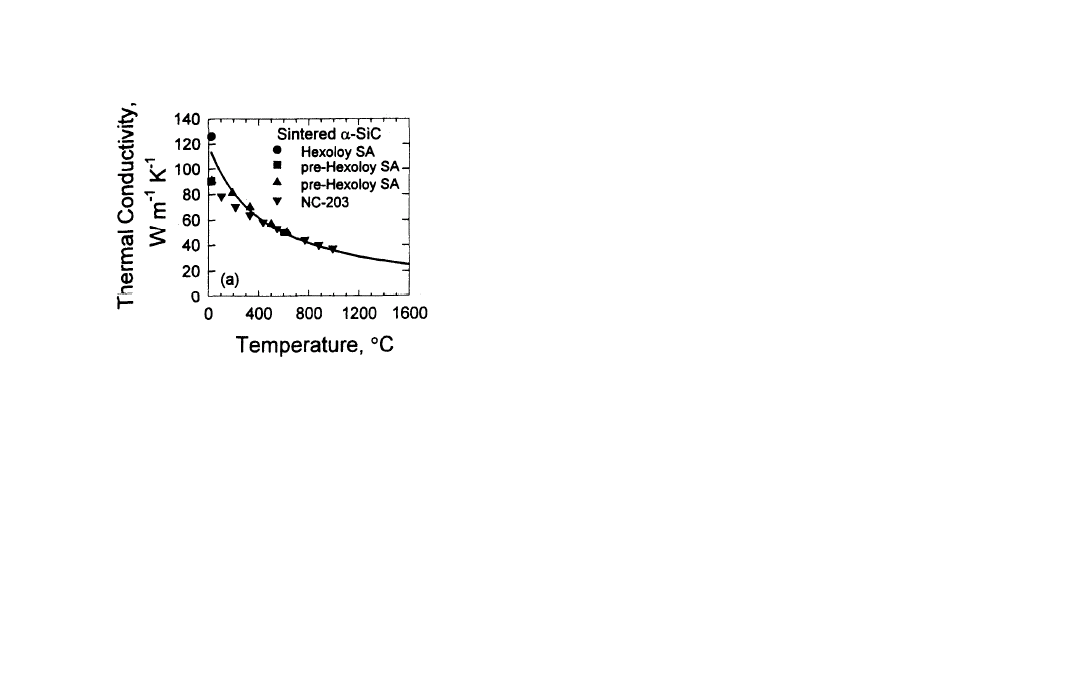 Thermal Conductivity,
W m⁻¹ K⁻¹
140
120
100
80
60
40
20
0
Sintered α-SiC
Hexoloy SA
pre-Hexoloy SA
pre-Hexoloy SA
NC-203
(a)
0 400 800 1200 1600
Temperature, °C